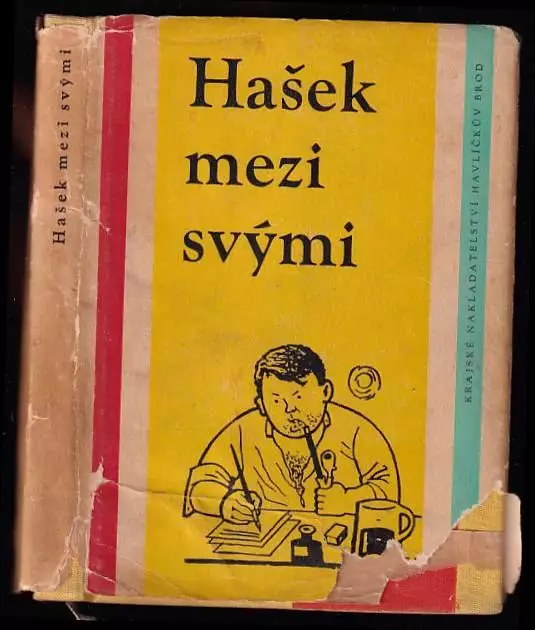 Hašek mezi svými
Hašek
mezi
svými
KRAJSKÉ NAKLADATELSTVÍ HAVLÍČKŮV BROD